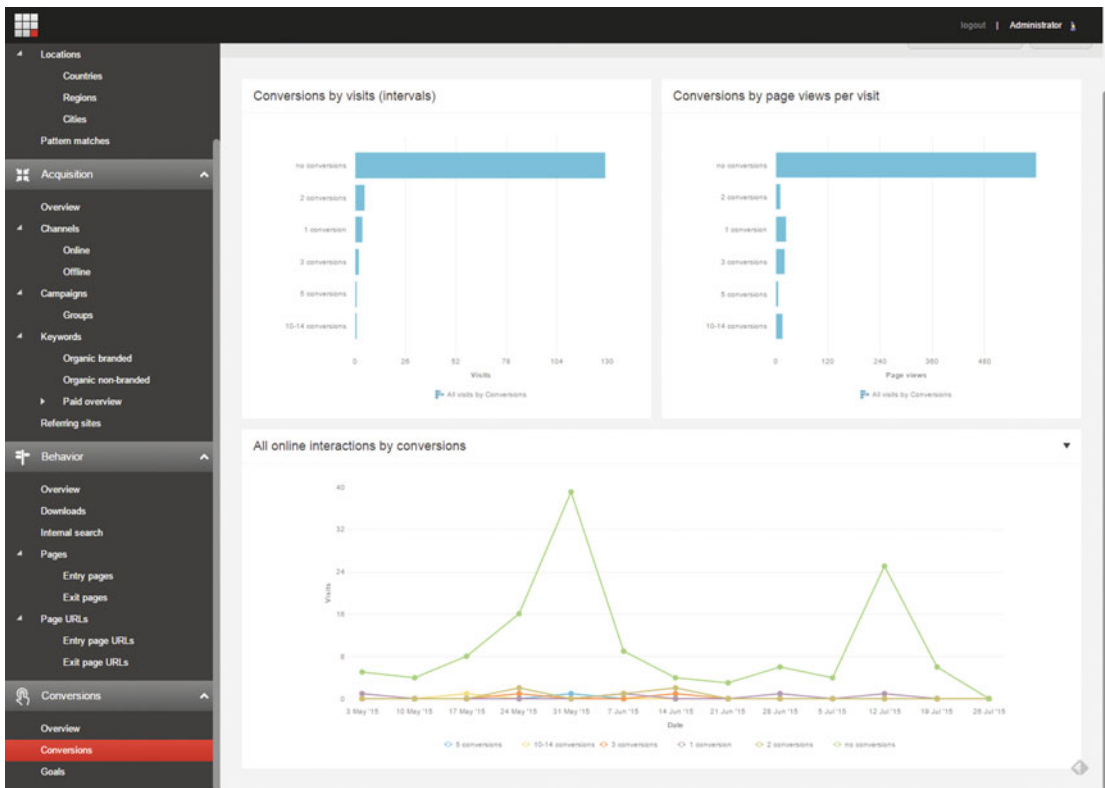 logout | Administrator
Locations
Countries
Regions
Cities
Pattern matches
Acquisition
Overview
Channels
Online
Offline
Campaigns
Groups
Keywords
Organic branded
Organic non-branded
Paid overview
Referring sites
Behavior
Overview
Downloads
Internal search
Pages
Entry pages
Exit pages
Page URLs
Entry page URLs
Exit page URLs
Conversions
Overview
Conversions
Goals
Conversions by visits (intervals)
no conversions
2 conversions
1 conversion
3 conversions
5 conversions
10-14 conversions
0 26 52 78 104 130
Visits
All visits by Conversions
Conversions by page views per visit
no conversions
2 conversions
1 conversion
3 conversions
5 conversions
10-14 conversions
0 120 240 360 480
Page views
All visits by Conversions
All online interactions by conversions
40
32
24
16
8
0
Visits
3 May '15 10 May '15 17 May '15 24 May '15 31 May '15 7 Jun '15 14 Jun '15 21 Jun '15 28 Jun '15 5 Jul '15 12 Jul '15 19 Jul '15 26 Jul '15
Date
5 conversions 10-14 conversions 3 conversions 1 conversion 2 conversions no conversions